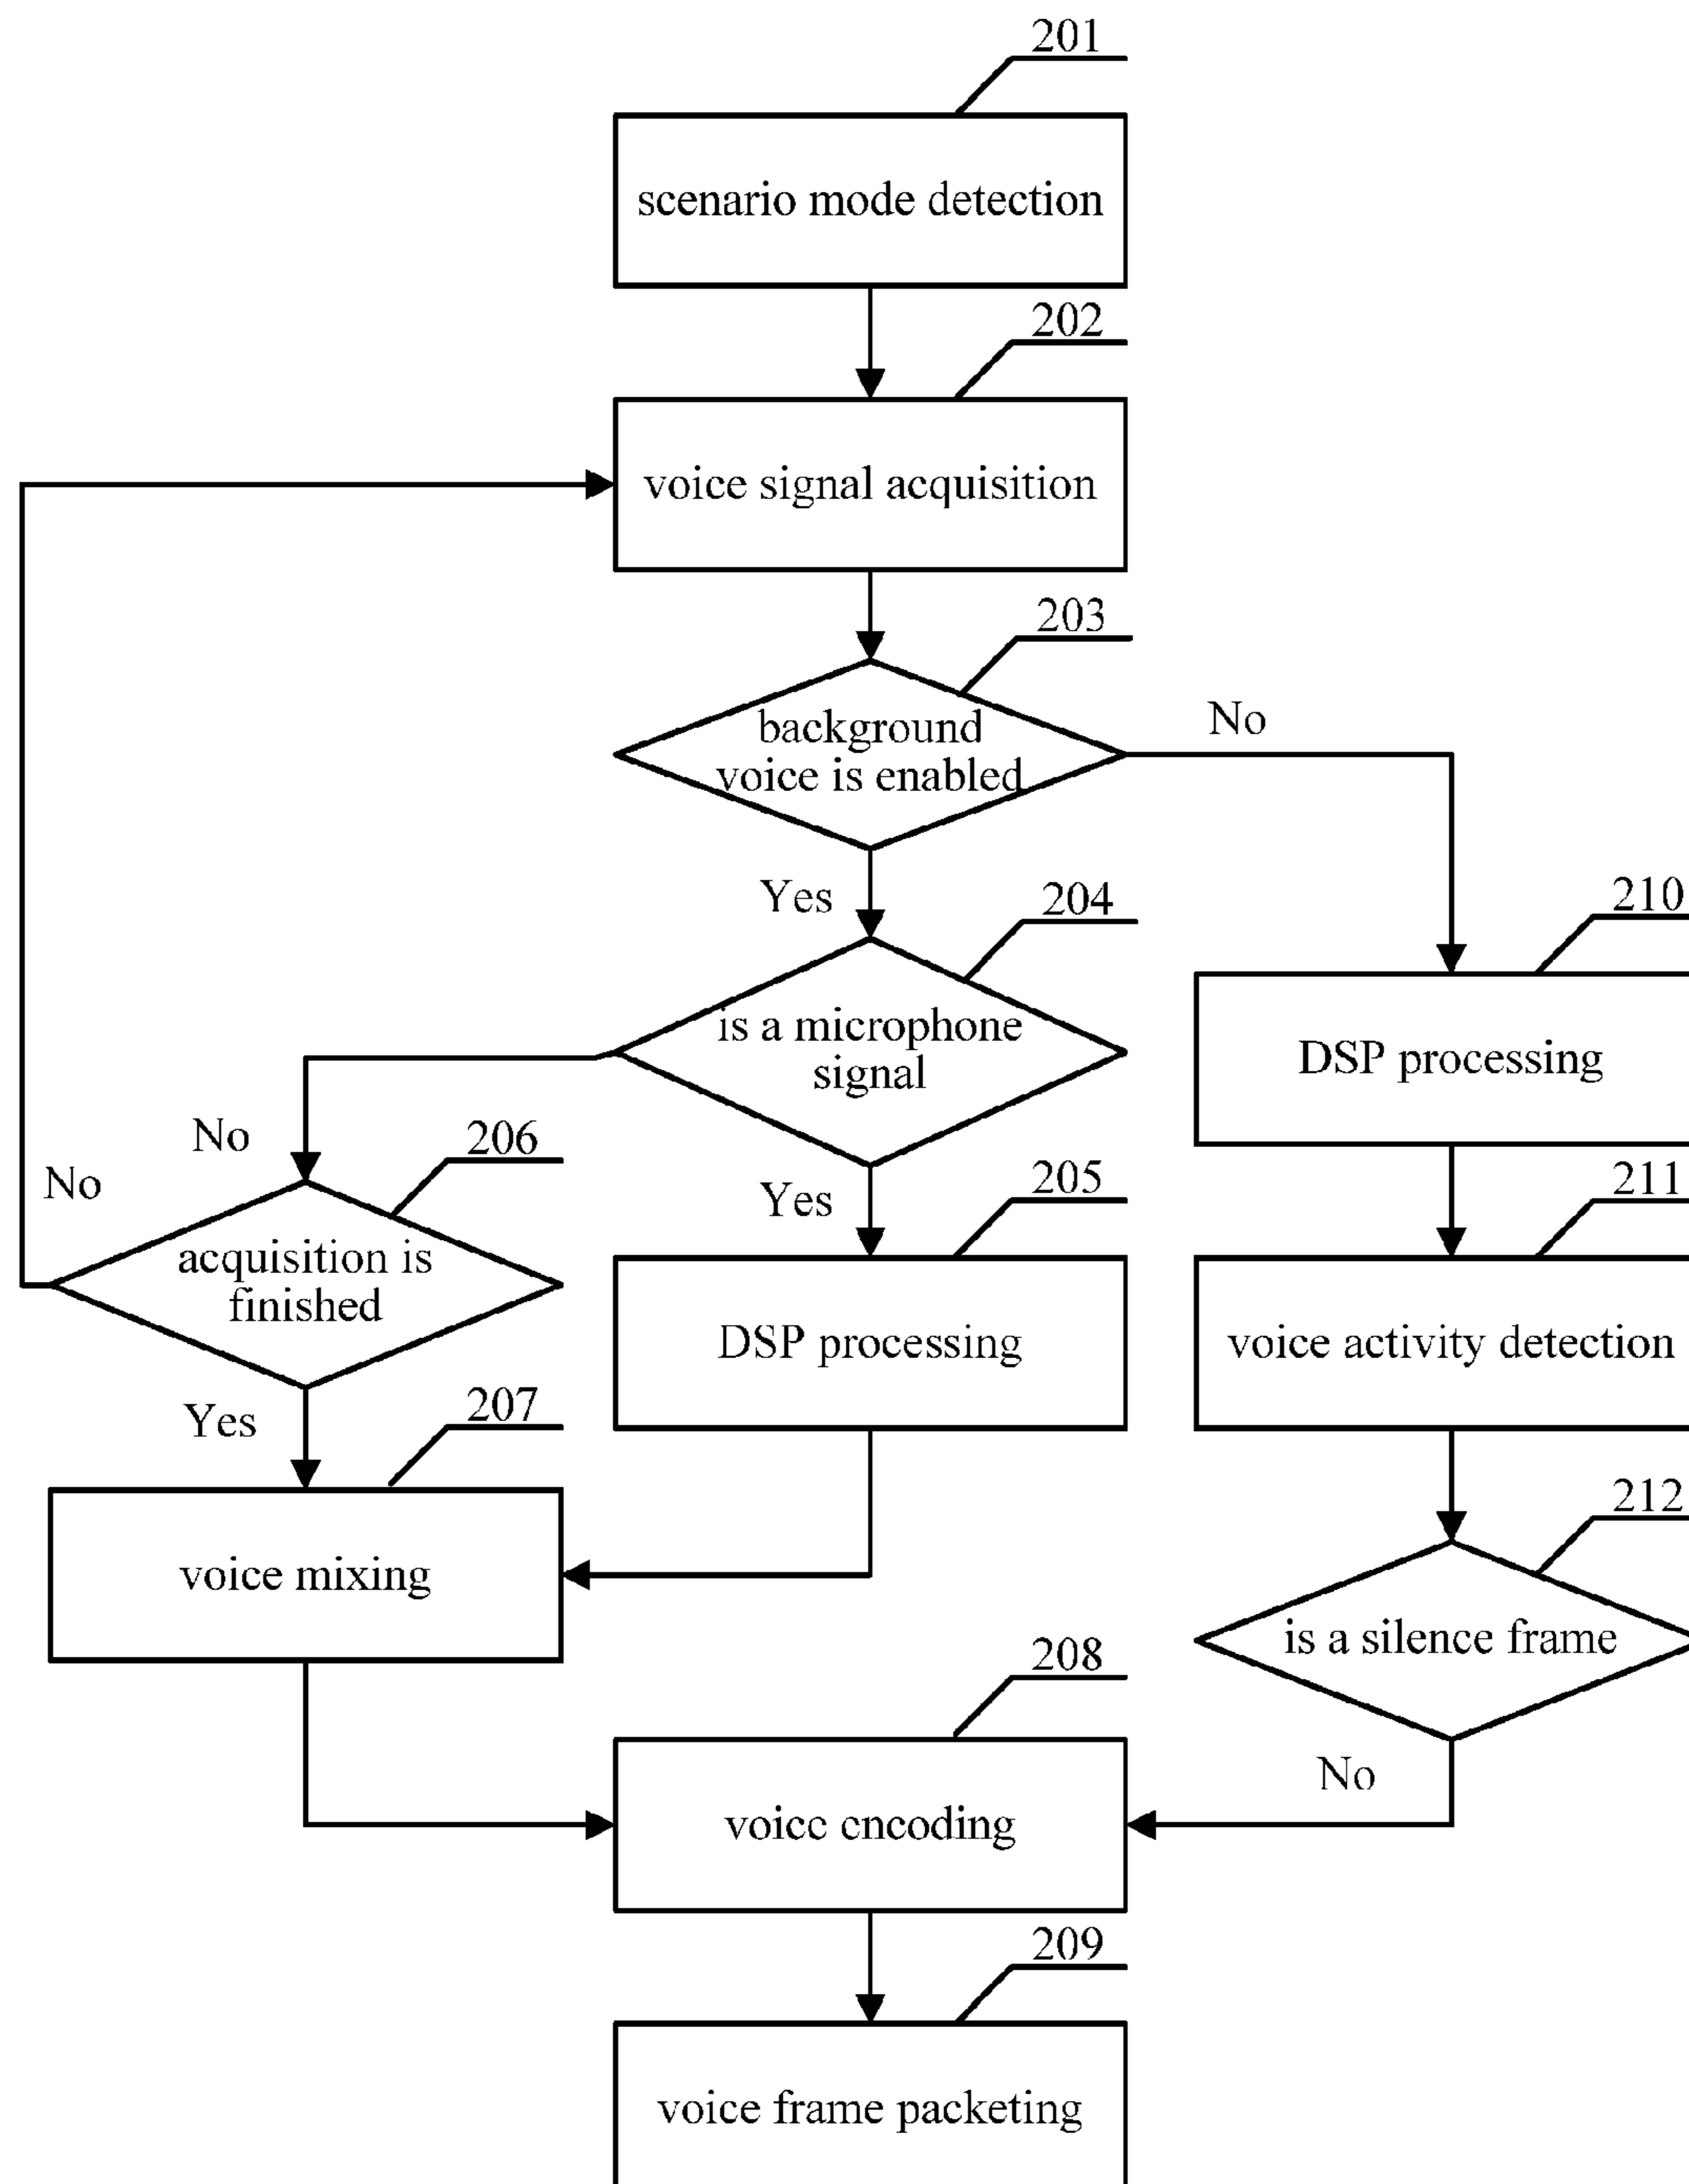 201
scenario mode detection
202
voice signal acquisition
203
background
voice is enabled
No
Yes
204
is a microphone
signal
210
DSP processing
No
206
No
acquisition is
finished
Yes
205
DSP processing
211
voice activity detection
Yes
207
voice mixing
212
is a silence frame
No
208
voice encoding
209
voice frame packeting